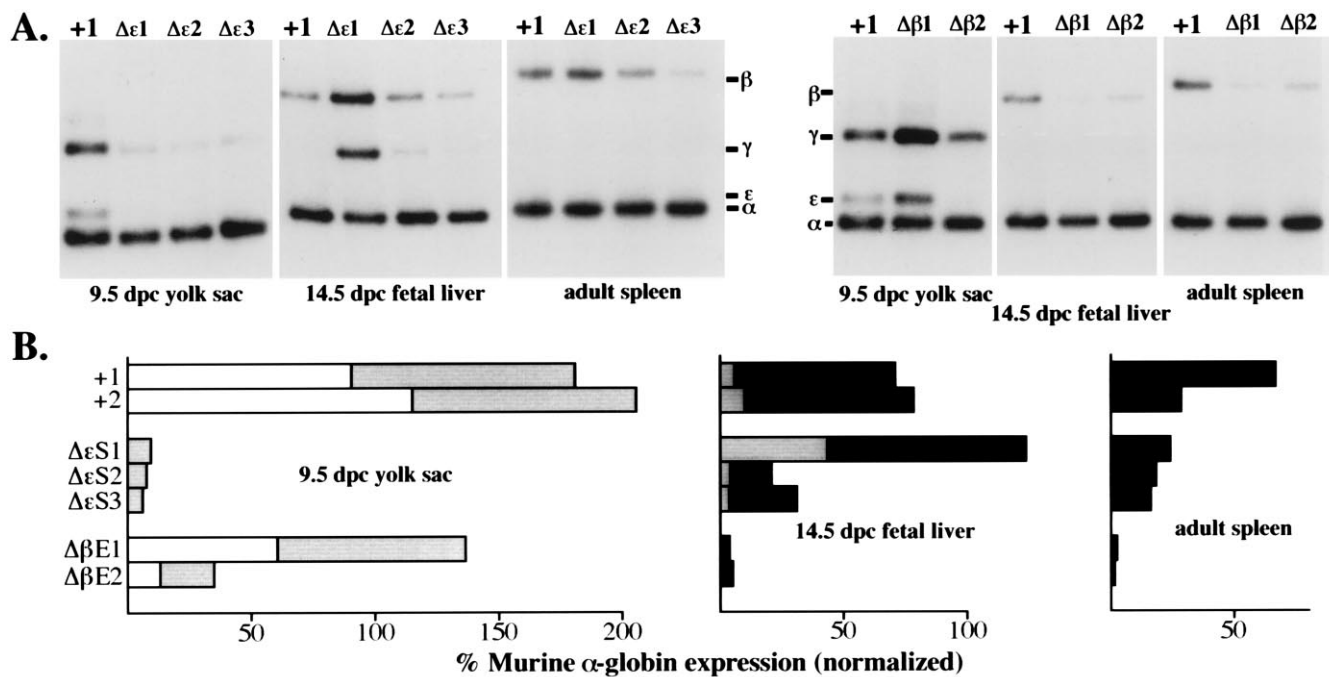 A.
+1 Δε1 Δε2 Δε3
+1 Δε1 Δε2 Δε3
+1 Δε1 Δε2 Δε3
β
γ
ε
α
9.5 dpc yolk sac
14.5 dpc fetal liver
adult spleen
+1 Δβ1 Δβ2
+1 Δβ1 Δβ2
+1 Δβ1 Δβ2
β
γ
ε
α
9.5 dpc yolk sac
14.5 dpc fetal liver
adult spleen
B.
+1
+2
ΔεS1
ΔεS2
ΔεS3
ΔβE1
ΔβE2
9.5 dpc yolk sac
14.5 dpc fetal liver
adult spleen
50 100 150 200
50 100
50
% Murine α-globin expression (normalized)